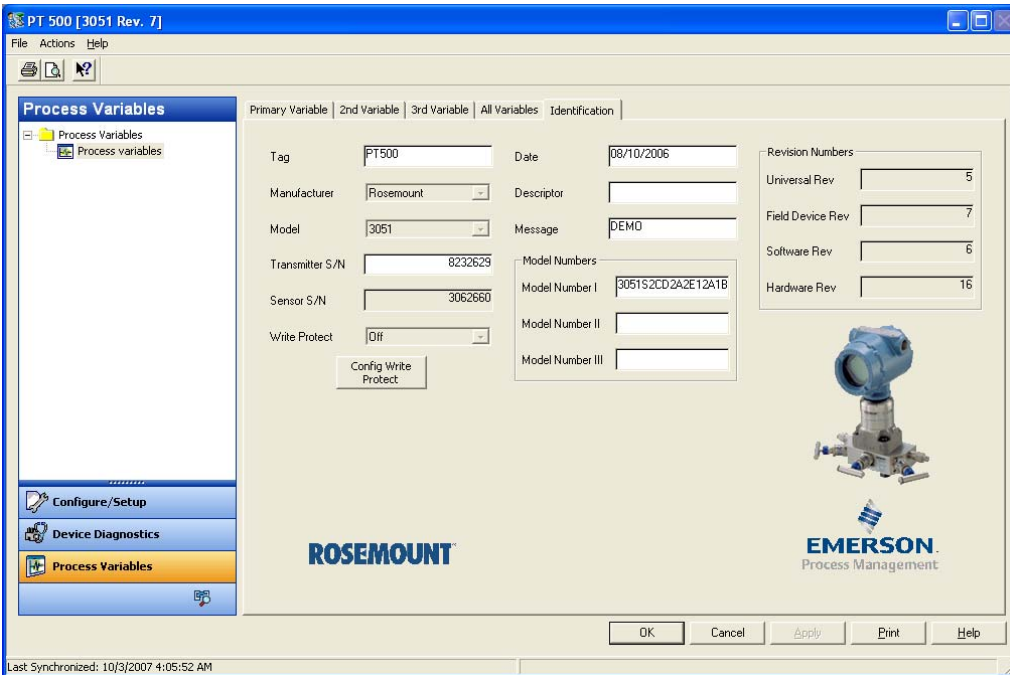 PT 500 [3051 Rev. 7]
File Actions Help
Process Variables
Process Variables
Process variables
Configure/Setup
Device Diagnostics
Process Variables
Primary Variable 2nd Variable 3rd Variable All Variables Identification
Tag PT500
Manufacturer Rosemount
Model 3051
Transmitter S/N 8232629
Sensor S/N 3062660
Write Protect Off
Config Write
Protect
Date 08/10/2006
Descriptor
Message DEMO
Model Numbers
Model Number I 3051S2CD2A2E12A1B
Model Number II
Model Number III
Revision Numbers
Universal Rev 5
Field Device Rev 7
Software Rev 6
Hardware Rev 16
ROSEMOUNT
EMERSON.
Process Management
OK Cancel Apply Print Help
Last Synchronized: 10/3/2007 4:05:52 AM